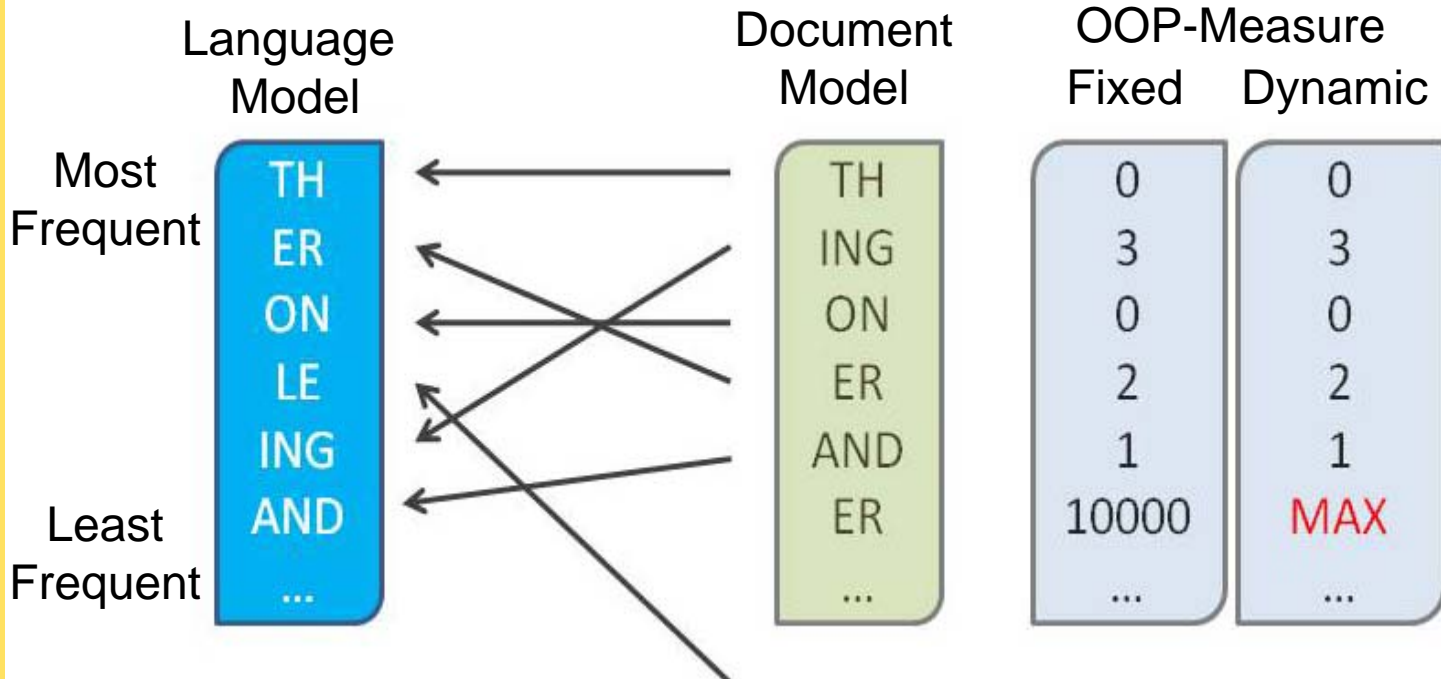 Language
Model
Document
Model
OOP-Measure
Fixed Dynamic
Most
Frequent
Least
Frequent
TH
ER
ON
LE
ING
AND
...
TH
ING
ON
ER
AND
ER
...
0
3
0
2
1
10000
...
0
3
0
2
1
MAX
...